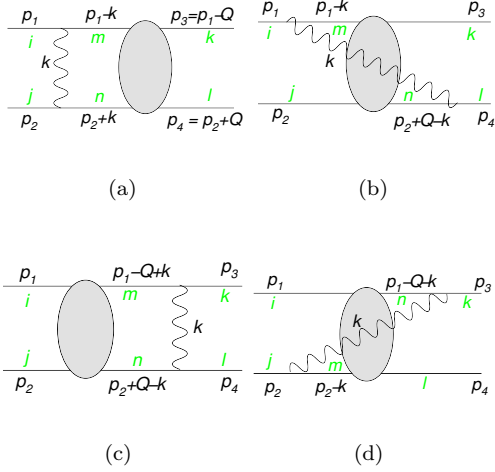 p1 p1-k p3=p1-Q
i m k
k
j n l
p2 p2+k p4 = p2+Q
(a)
p1 p1-k p3
i m k
k
j n l
p2 p2+Q-k p4
(b)
p1 p1-Q+k p3
i m k
k
j n l
p2 p2+Q-k p4
(c)
p1 p1-Q-k p3
i n k
k
j m l
p2 p2-k p4
(d)